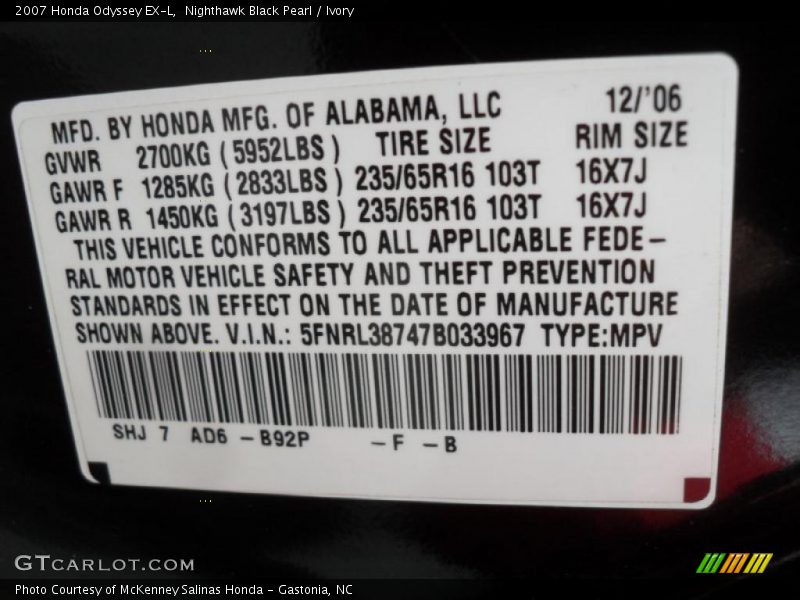 2007 Honda Odyssey EX-L, Nighthawk Black Pearl / Ivory
MFD. BY HONDA MFG. OF ALABAMA, LLC 12/'06
GVWR 2700KG (5952LBS) TIRE SIZE RIM SIZE
GAWR F 1285KG (2833LBS) 235/65R16 103T 16X7J
GAWR R 1450KG (3197LBS) 235/65R16 103T 16X7J
THIS VEHICLE CONFORMS TO ALL APPLICABLE FEDE-
RAL MOTOR VEHICLE SAFETY AND THEFT PREVENTION
STANDARDS IN EFFECT ON THE DATE OF MANUFACTURE
SHOWN ABOVE. V.I.N.: 5FNRL38747B033967 TYPE:MPV
SHJ 7 AD6 -B92P -F -B
GTCARLOT.COM
Photo Courtesy of McKenney Salinas Honda - Gastonia, NC